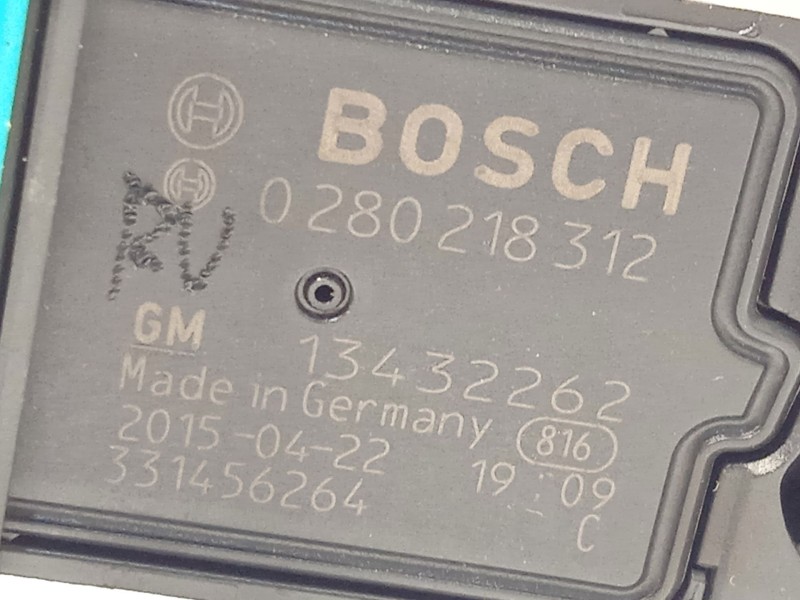 BOSCH
0 280 218 312
RV
GM
13432262
Made in Germany 816
2015-04-22 19:09
331456264 C